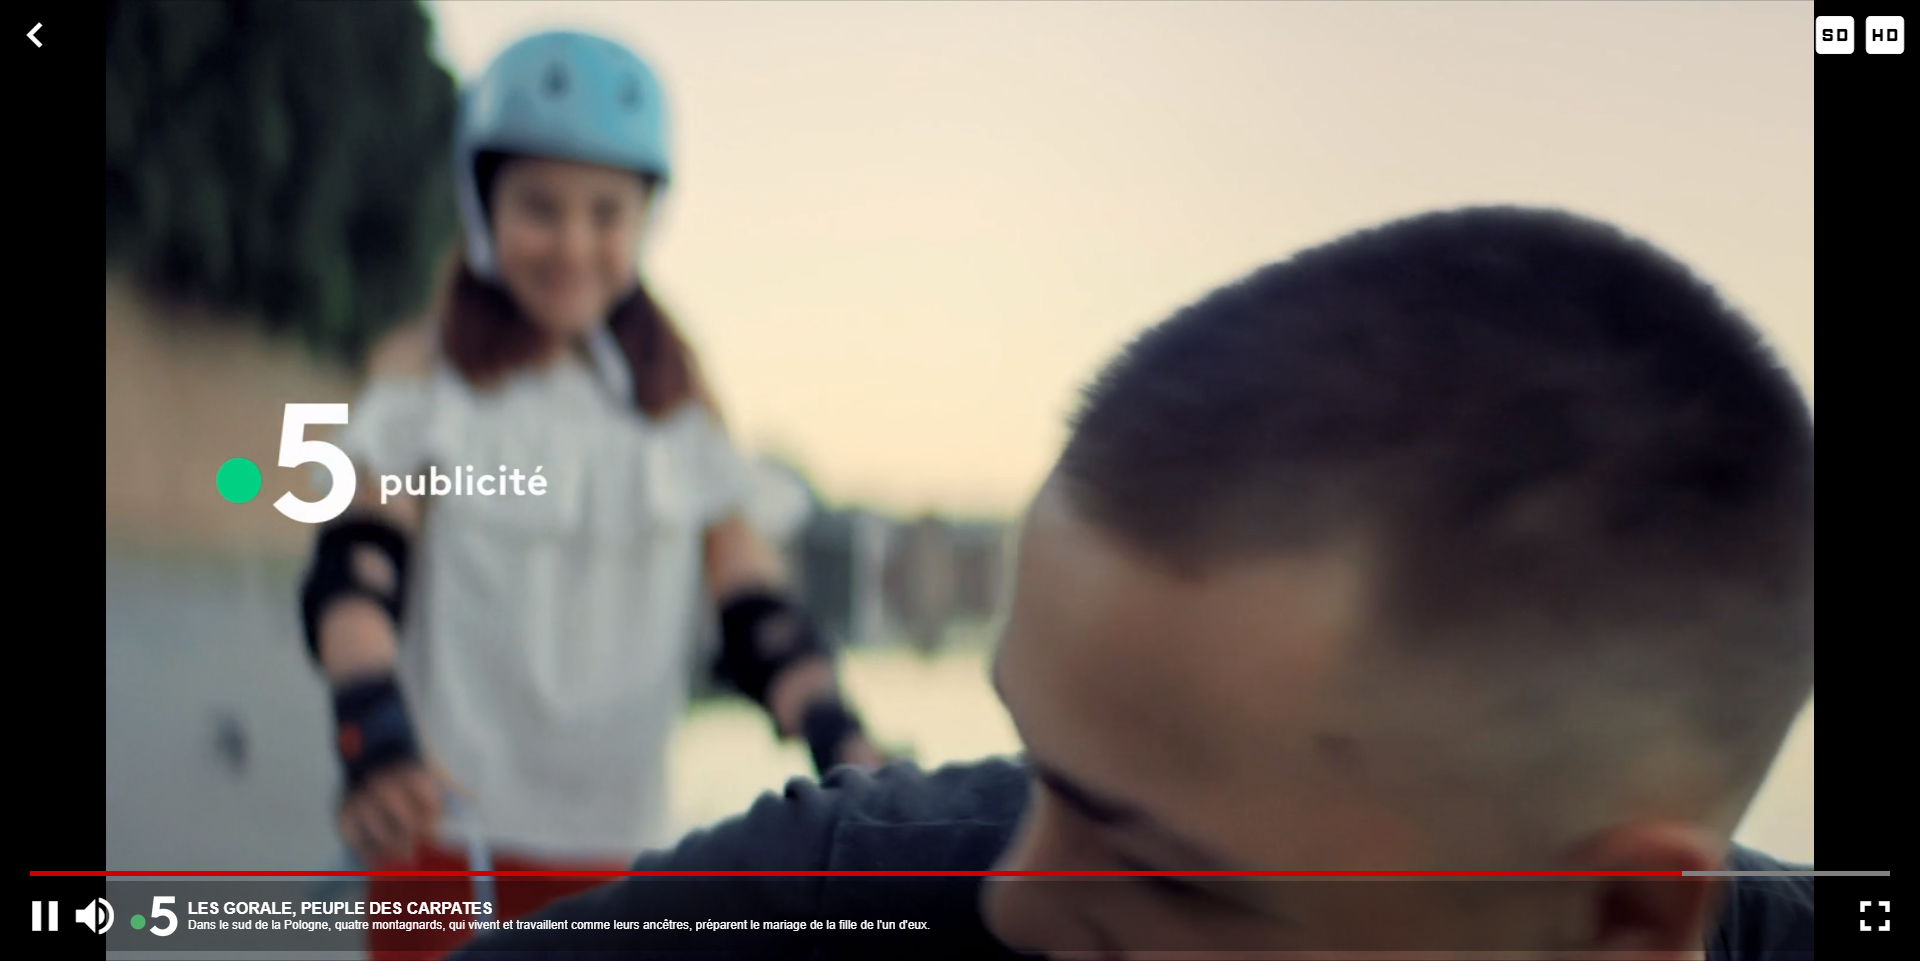 SD HD
5 publicité
5 LES GORALE, PEUPLE DES CARPATES
Dans le sud de la Pologne, quatre montagnards, qui vivent et travaillent comme leurs ancêtres, préparent le mariage de la fille de l'un d'eux.